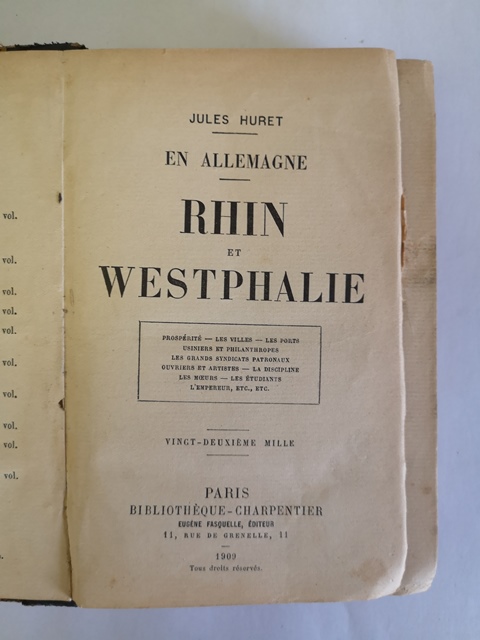 JULES HURET
EN ALLEMAGNE
RHIN
ET
WESTPHALIE
PROSPÉRITÉ — LES VILLES — LES PORTS
USINIERS ET PHILANTHROPES
LES GRANDS SYNDICATS PATRONAUX
OUVRIERS ET ARTISTES — LA DISCIPLINE
LES MŒURS — LES ÉTUDIANTS
L'EMPEREUR, ETC., ETC.
VINGT-DEUXIÈME MILLE
PARIS
BIBLIOTHÈQUE-CHARPENTIER
EUGÈNE FASQUELLE, ÉDITEUR
11, RUE DE GRENELLE, 11
1909
Tous droits réservés.
vol.
vol.
vol.
vol.
vol.
vol.
vol.
vol.
vol.
vol.